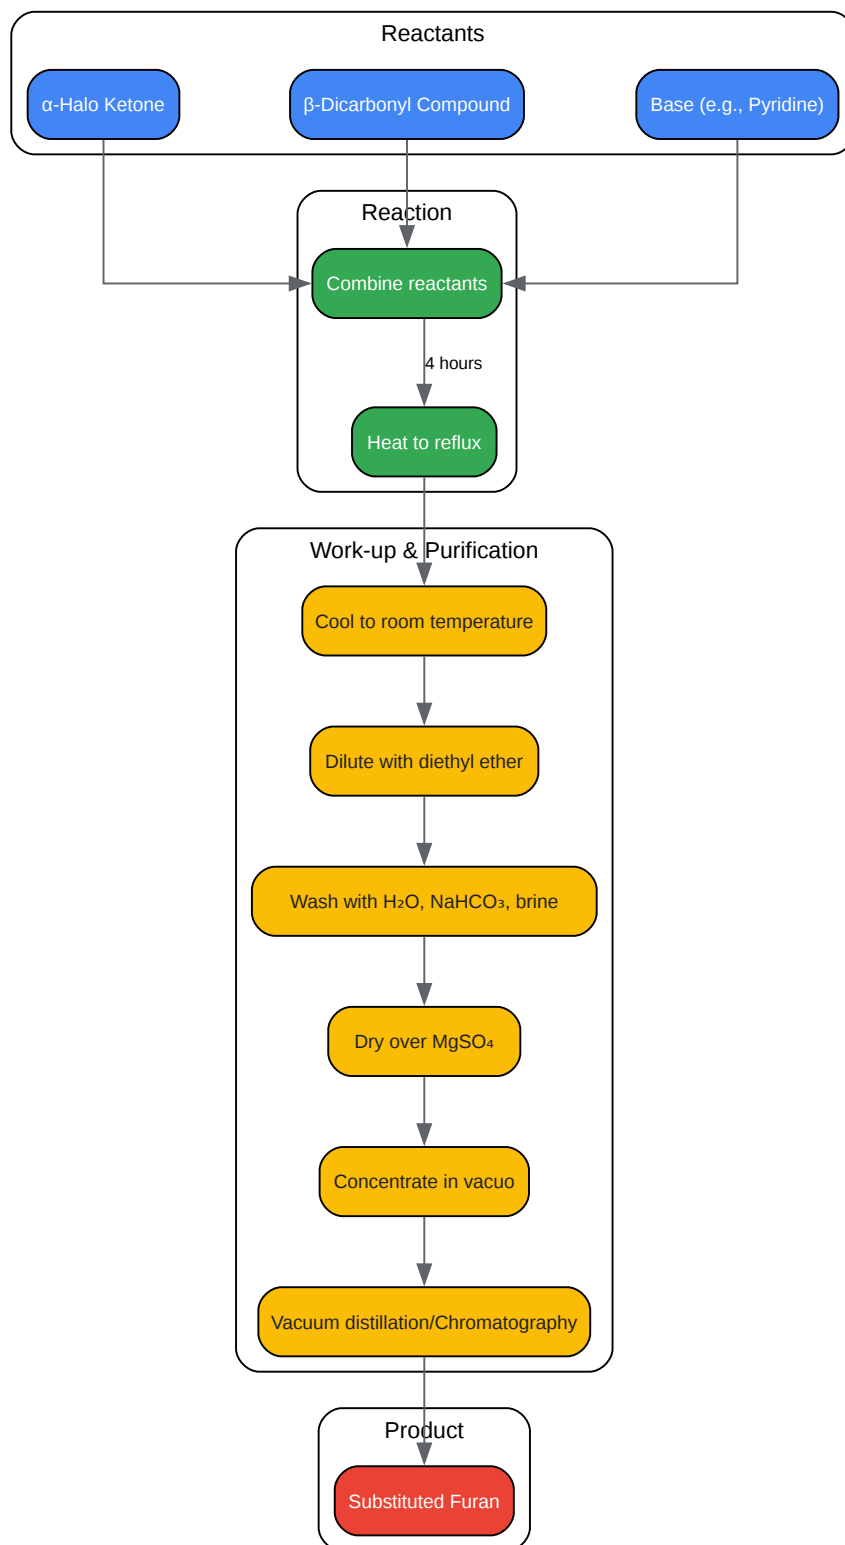 Reactants
α-Halo Ketone
β-Dicarbonyl Compound
Base (e.g., Pyridine)
Reaction
Combine reactants
4 hours
Heat to reflux
Work-up & Purification
Cool to room temperature
Dilute with diethyl ether
Wash with H₂O, NaHCO₃, brine
Dry over MgSO₄
Concentrate in vacuo
Vacuum distillation/Chromatography
Product
Substituted Furan